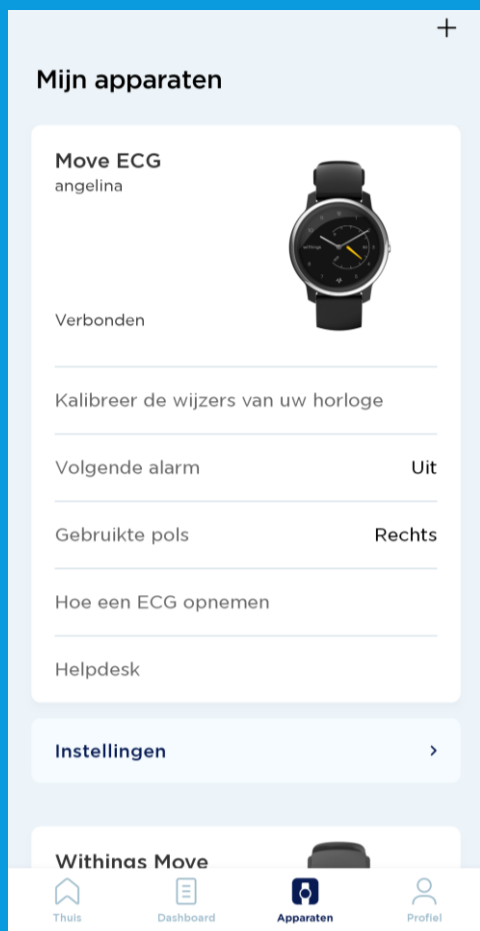 +
Mijn apparaten
Move ECG
angelina
withings
Verbonden
Kalibreer de wijzers van uw horloge
Volgende alarm Uit
Gebruikte pols Rechts
Hoe een ECG opnemen
Helpdesk
Instellingen >
Withings Move
Thuis Dashboard Apparaten Profiel